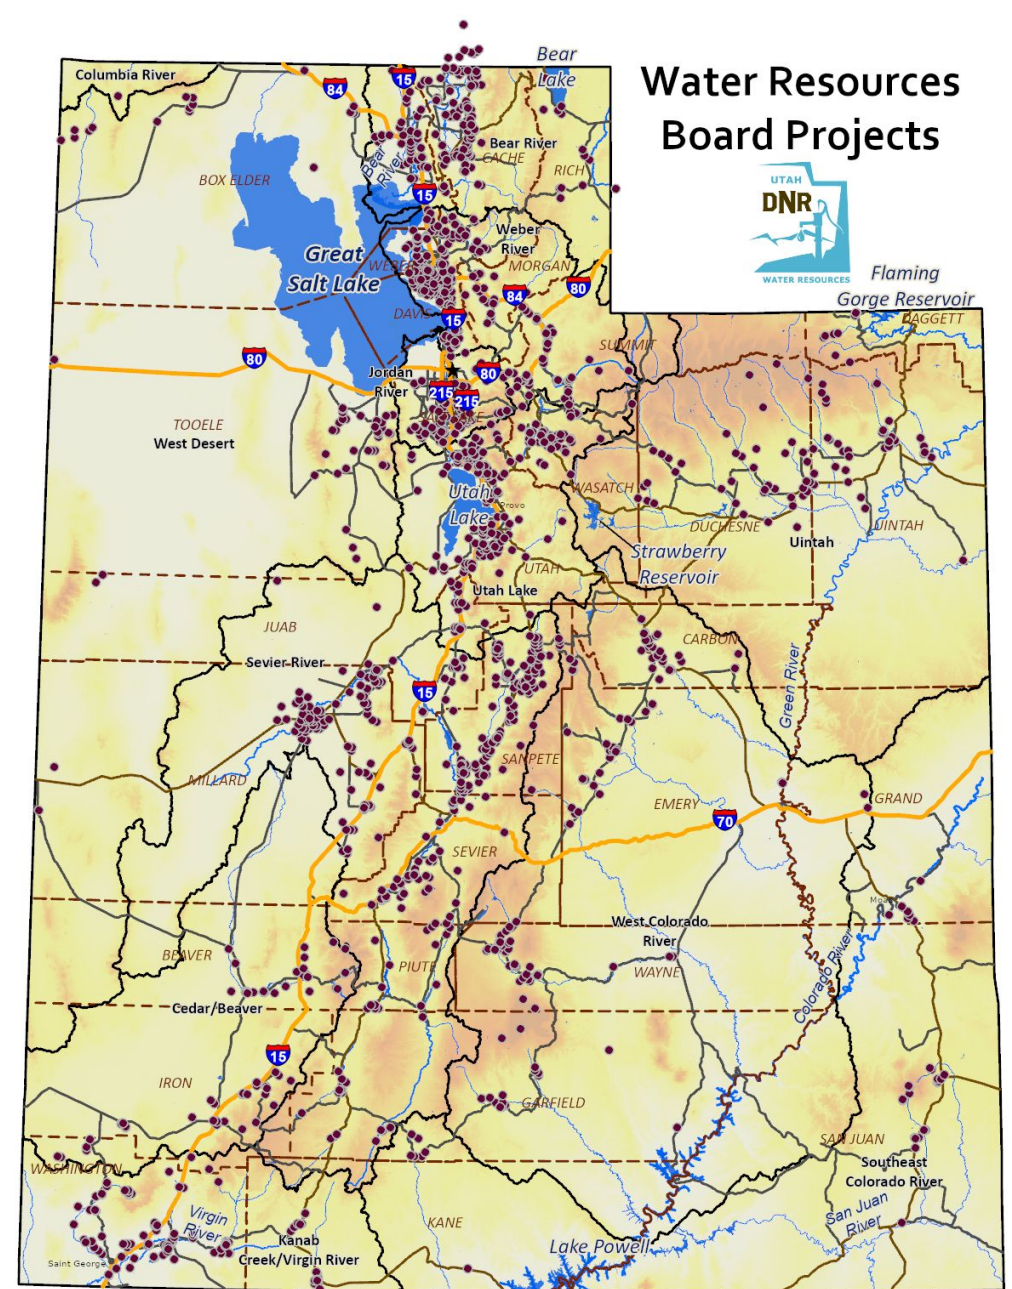 Water Resources
Board Projects
UTAH
DNR
WATER RESOURCES
Bear
Lake
Columbia River
84
15
Bear River
CACHE
Bear
River
RICH
BOX ELDER
15
Weber
River
Great
Salt Lake
WEBER
MORGAN
80
84
Flaming
Gorge Reservoir
DAGGETT
DAVIS
15
SUMMIT
80
Jordan
River
80
215
215
TOOELE
West Desert
Utah
Lake
Provo
WASATCH
DUCHESNE
UINTAH
Uintah
Strawberry
Reservoir
UTAH
Utah Lake
JUAB
CARBON
Sevier River
15
Green River
SANPETE
MILLARD
EMERY
GRAND
70
SEVIER
West Colorado
River
BEAVER
PIUTE
WAYNE
Colorado River
Cedar/Beaver
15
IRON
GARFIELD
SAN JUAN
WASHINGTON
Southeast
Colorado River
Virgin
River
San Juan
River
KANE
Kanab
Creek/Virgin River
Lake Powell
Saint George